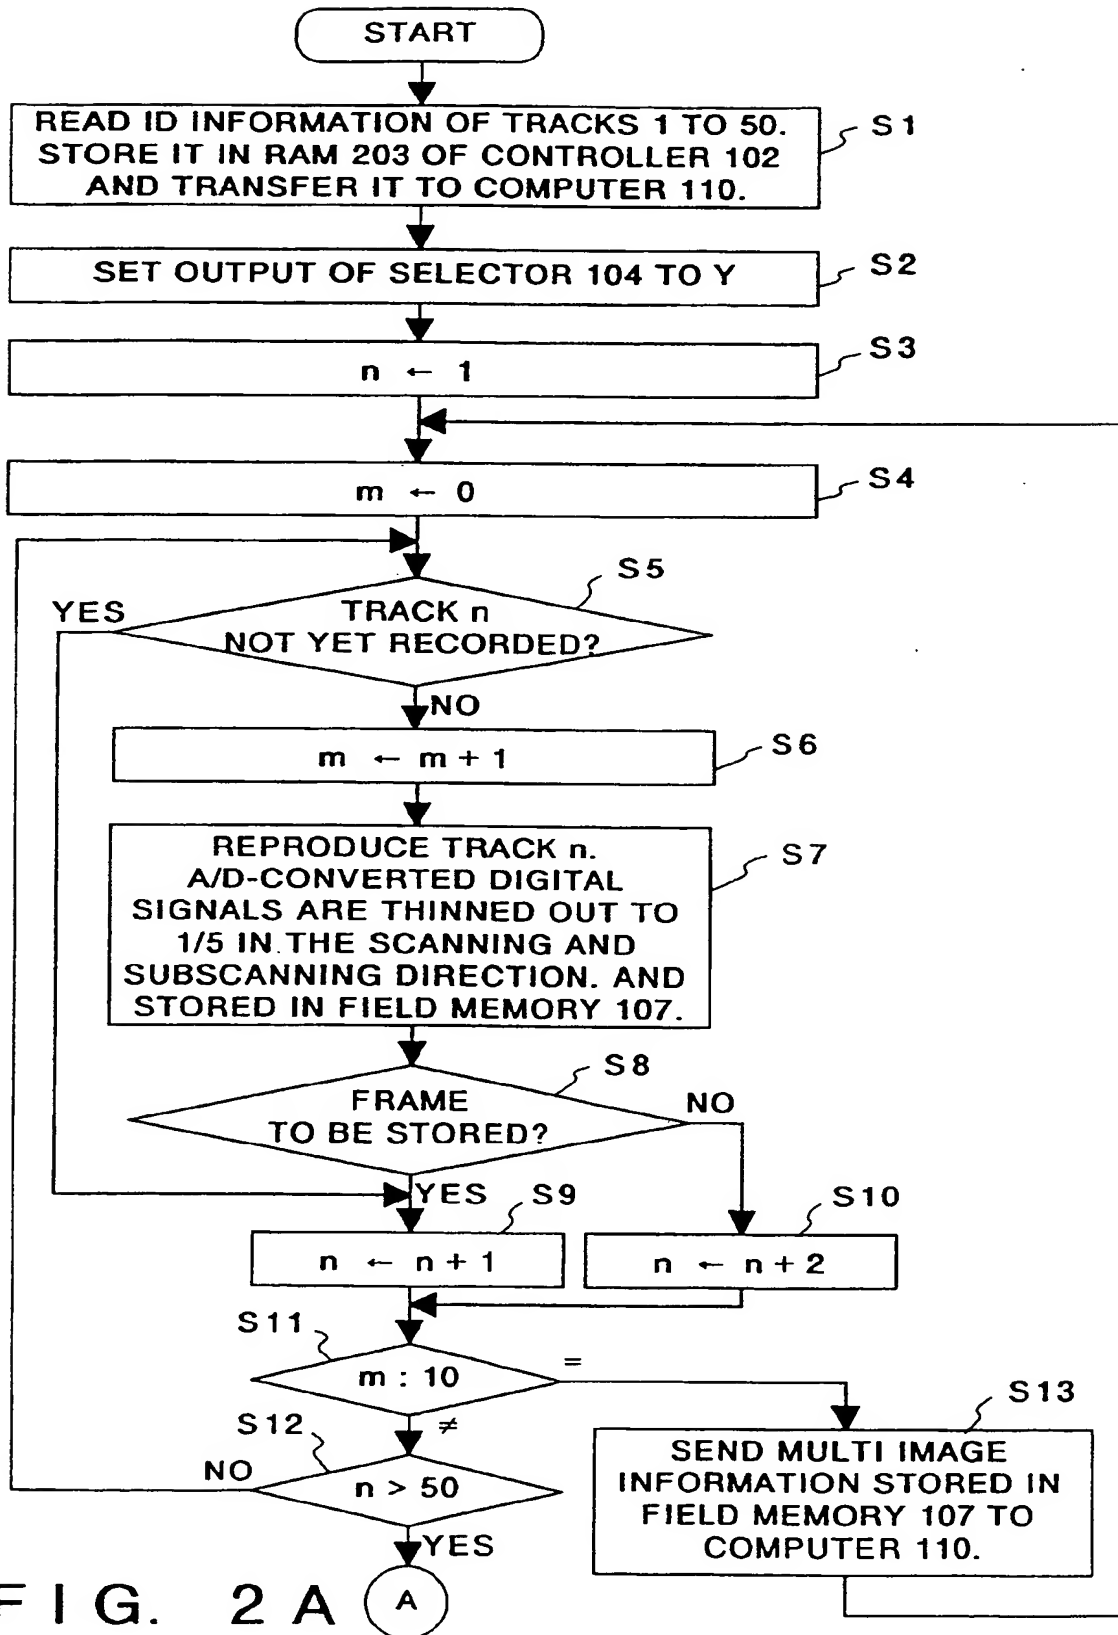 START
READ ID INFORMATION OF TRACKS 1 TO 50.
STORE IT IN RAM 203 OF CONTROLLER 102
AND TRANSFER IT TO COMPUTER 110.
S1
SET OUTPUT OF SELECTOR 104 TO Y
S2
n ← 1
S3
m ← 0
S4
TRACK n
NOT YET RECORDED?
S5
YES
NO
m ← m + 1
S6
REPRODUCE TRACK n.
A/D-CONVERTED DIGITAL
SIGNALS ARE THINNED OUT TO
1/5 IN THE SCANNING AND
SUBSCANNING DIRECTION. AND
STORED IN FIELD MEMORY 107.
S7
FRAME
TO BE STORED?
S8
NO
YES
S9
n ← n + 1
S10
n ← n + 2
S11
m : 10
=
≠
S12
n > 50
NO
YES
S13
SEND MULTI IMAGE
INFORMATION STORED IN
FIELD MEMORY 107 TO
COMPUTER 110.
A
FIG. 2A